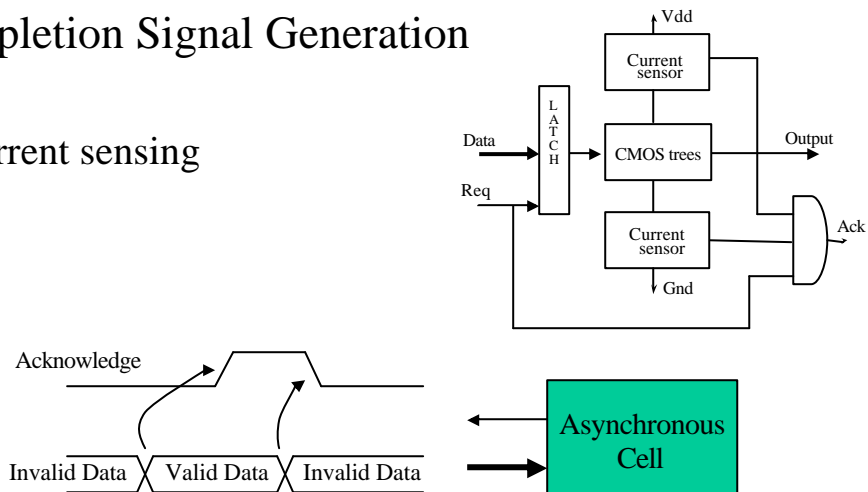 pletion Signal Generation
rrent sensing
Vdd
Current
sensor
LATCH
Data
CMOS trees
Output
Req
Current
sensor
Ack
Gnd
Acknowledge
Invalid Data
Valid Data
Invalid Data
Asynchronous
Cell